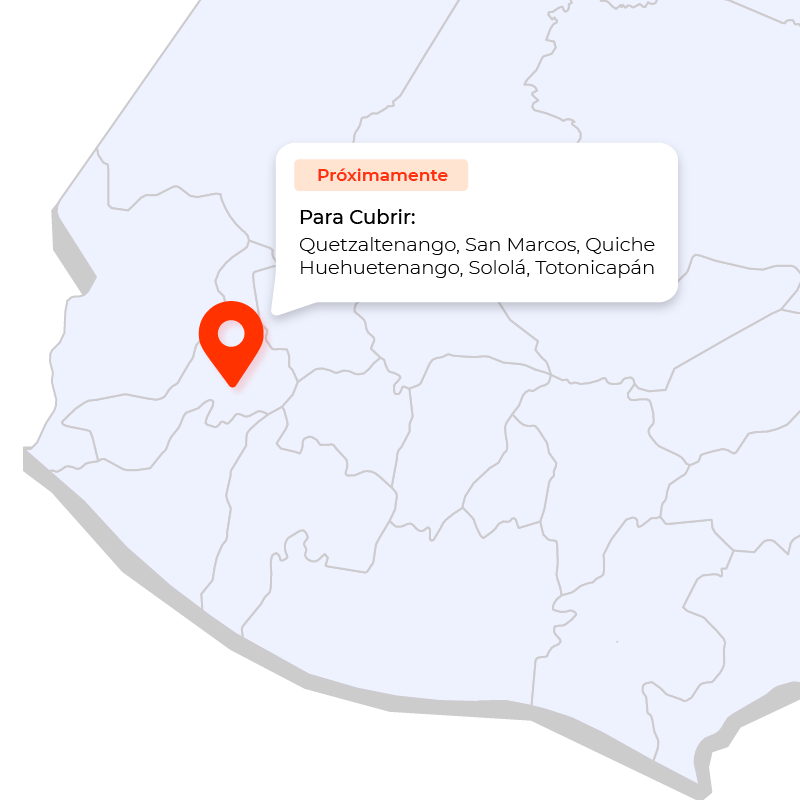 Próximamente
Para Cubrir:
Quetzaltenango, San Marcos, Quiche
Huehuetenango, Sololá, Totonicapán